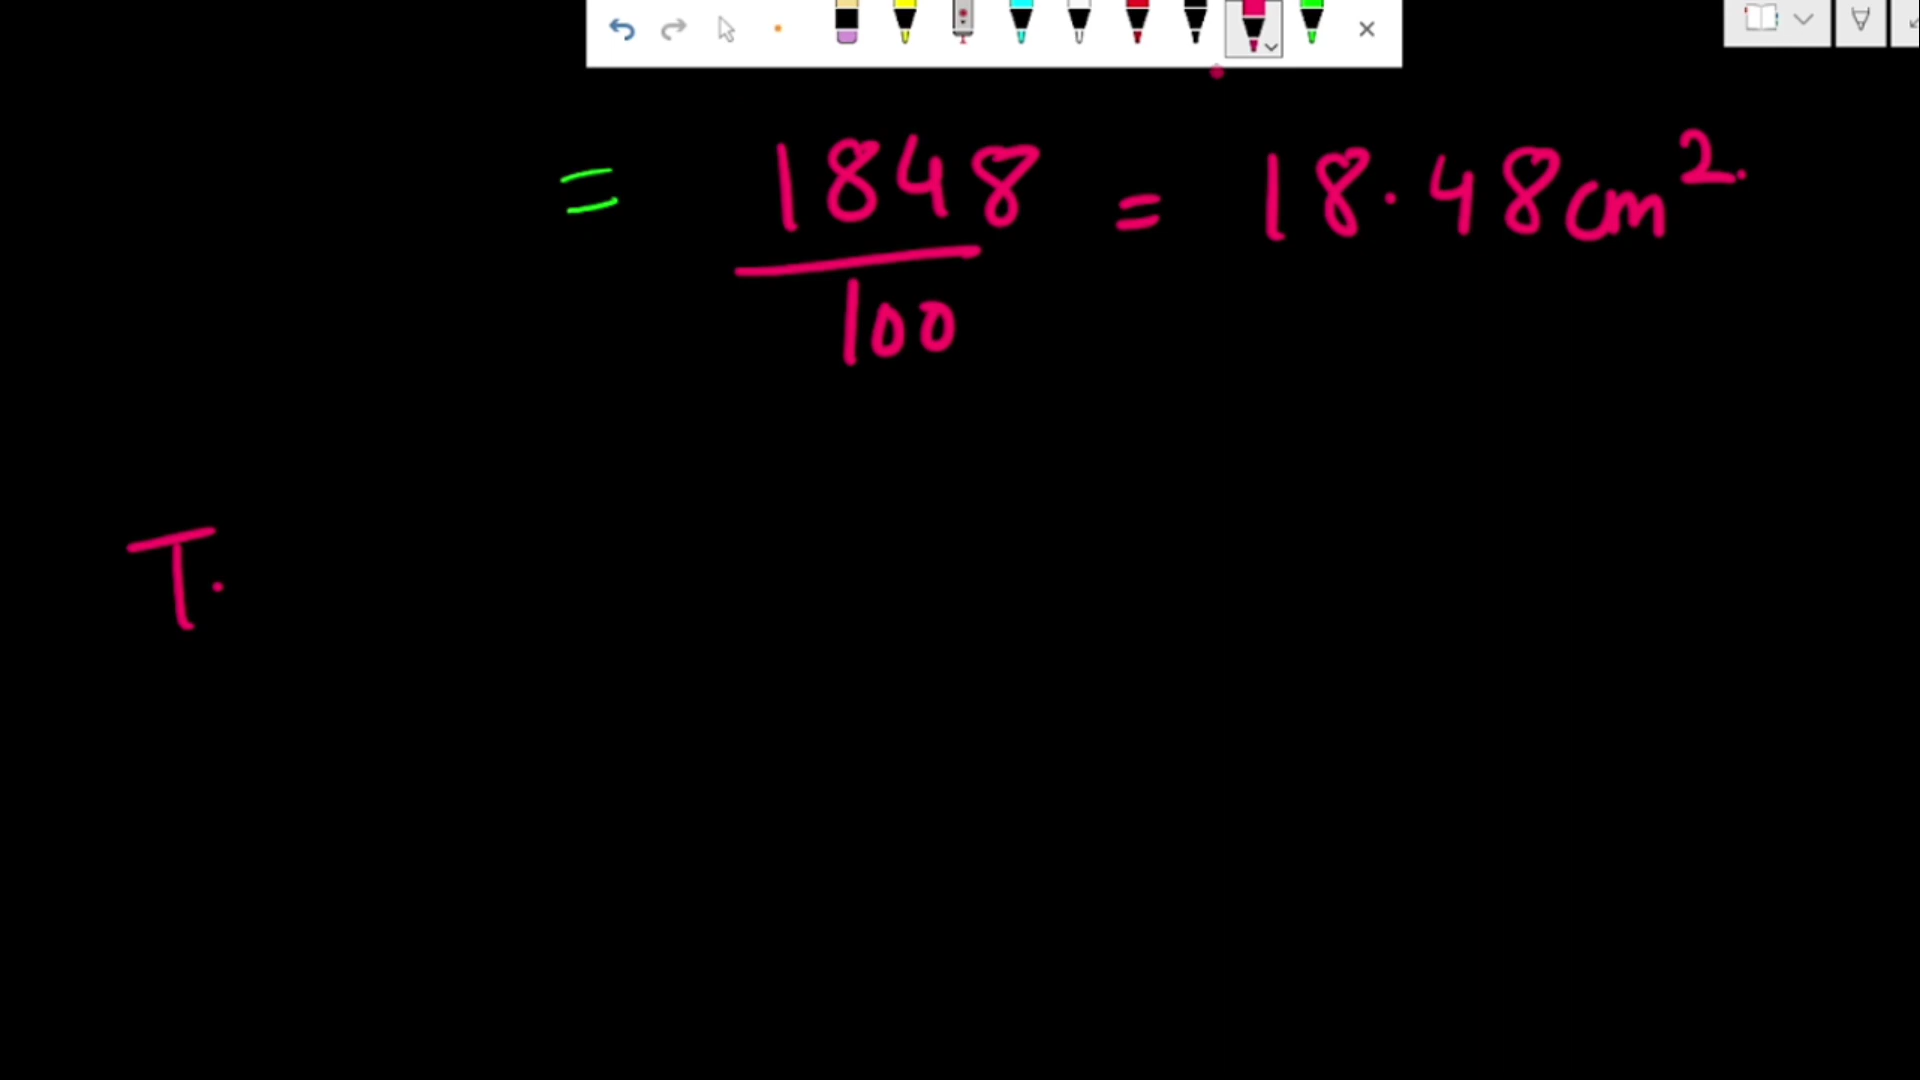 = 1848/100 = 18.48cm².
T.